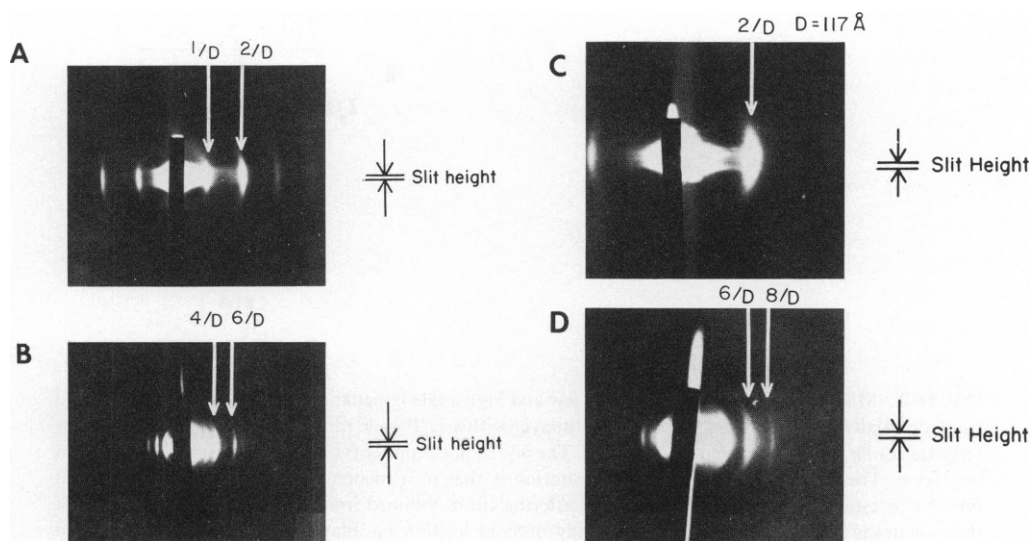 A
1/D 2/D
Slit height
B
4/D 6/D
Slit height
C
2/D D=117 Å
Slit Height
D
6/D 8/D
Slit Height